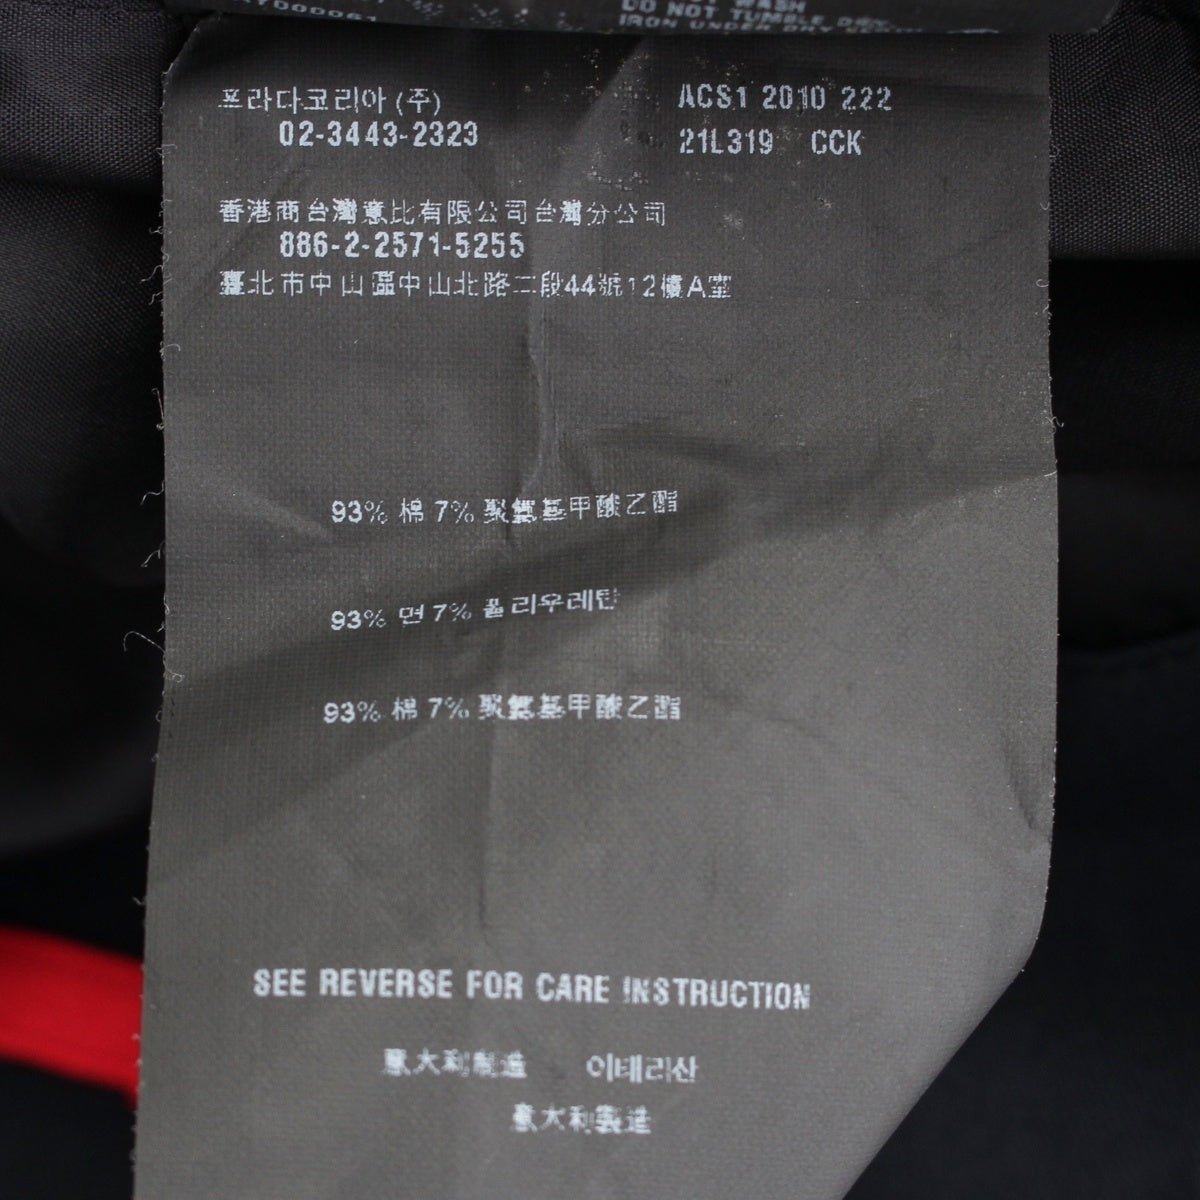 DO NOT TUMBLE DRY
프라다코리아 (주)
02-3443-2323
ACS1 2010 222
21L319 CCK
香港商台灣意比有限公司台灣分公司
886-2-2571-5255
臺北市中山區中山北路二段44號12樓A室
93% 棉 7% 聚氨基甲酸乙酯
93% 면 7% 폴리우레탄
93% 棉 7% 聚氨基甲酸乙酯
SEE REVERSE FOR CARE INSTRUCTION
意大利製造 이태리산
意大利製造